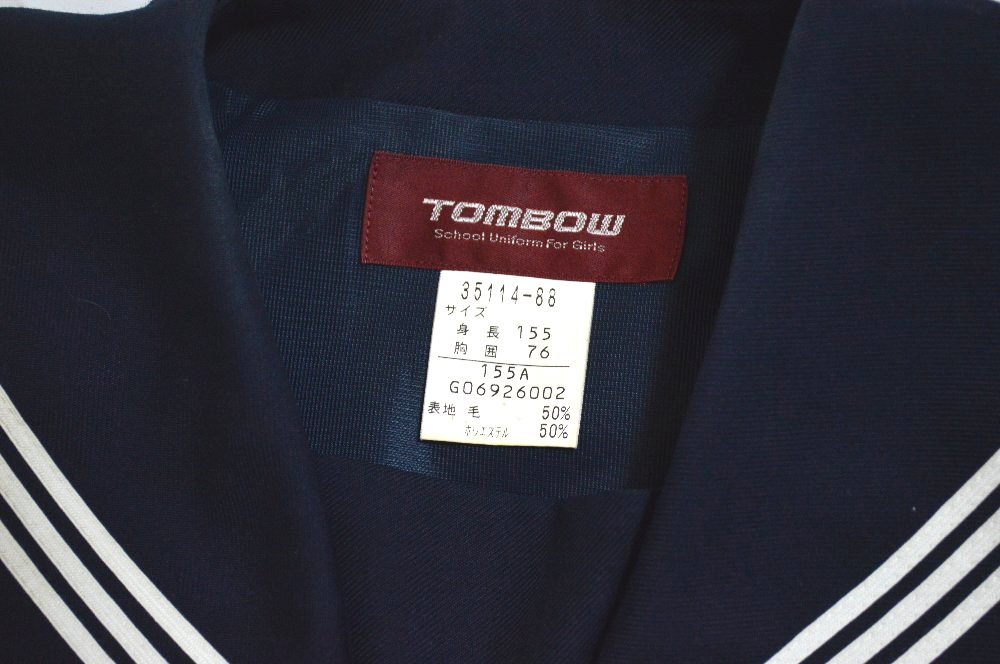 TOMBOW
School Uniform For Girls
35114-88
サイズ
身長 155
胸囲 76
155A
G06926002
表地 毛 50%
ポリエステル 50%